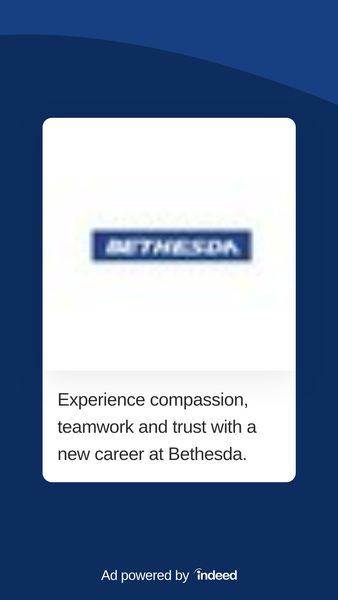 BETHESDA
Experience compassion,
teamwork and trust with a
new career at Bethesda.
Ad powered by indeed